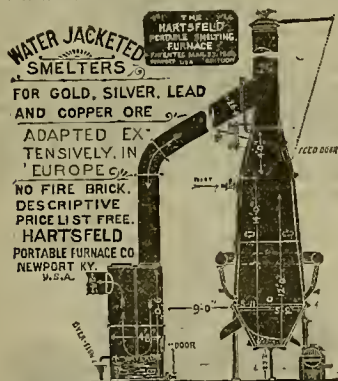 WATER JACKETED
SMELTERS
FOR GOLD, SILVER, LEAD
AND COPPER ORE
ADAPTED EX-
TENSIVELY, IN
EUROPE
NO FIRE BRICK.
DESCRIPTIVE
PRICE LIST FREE.
HARTSFELD
PORTABLE FURNACE CO
NEWPORT KY.
U.S.A.
THE
HARTSFELD
PORTABLE SMELTING
FURNACE
NEWPORT
FEED DOOR
9'-0"
DOOR